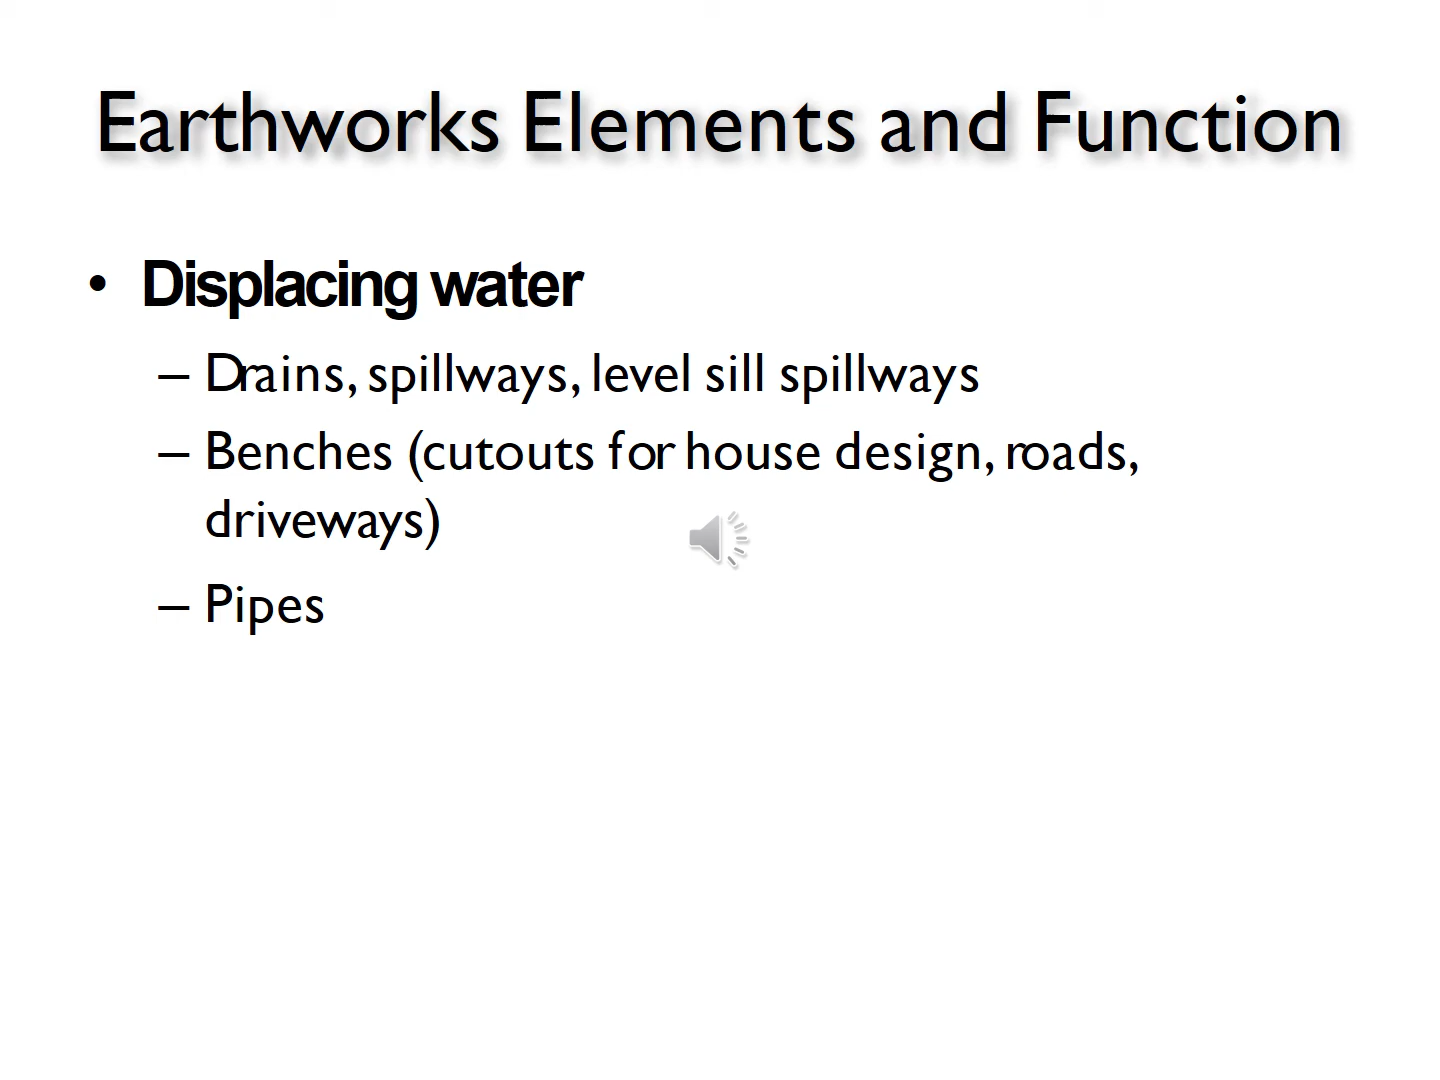 Earthworks Elements and Function
• Displacing water
– Drains, spillways, level sill spillways
– Benches (cutouts for house design, roads,
driveways)
– Pipes